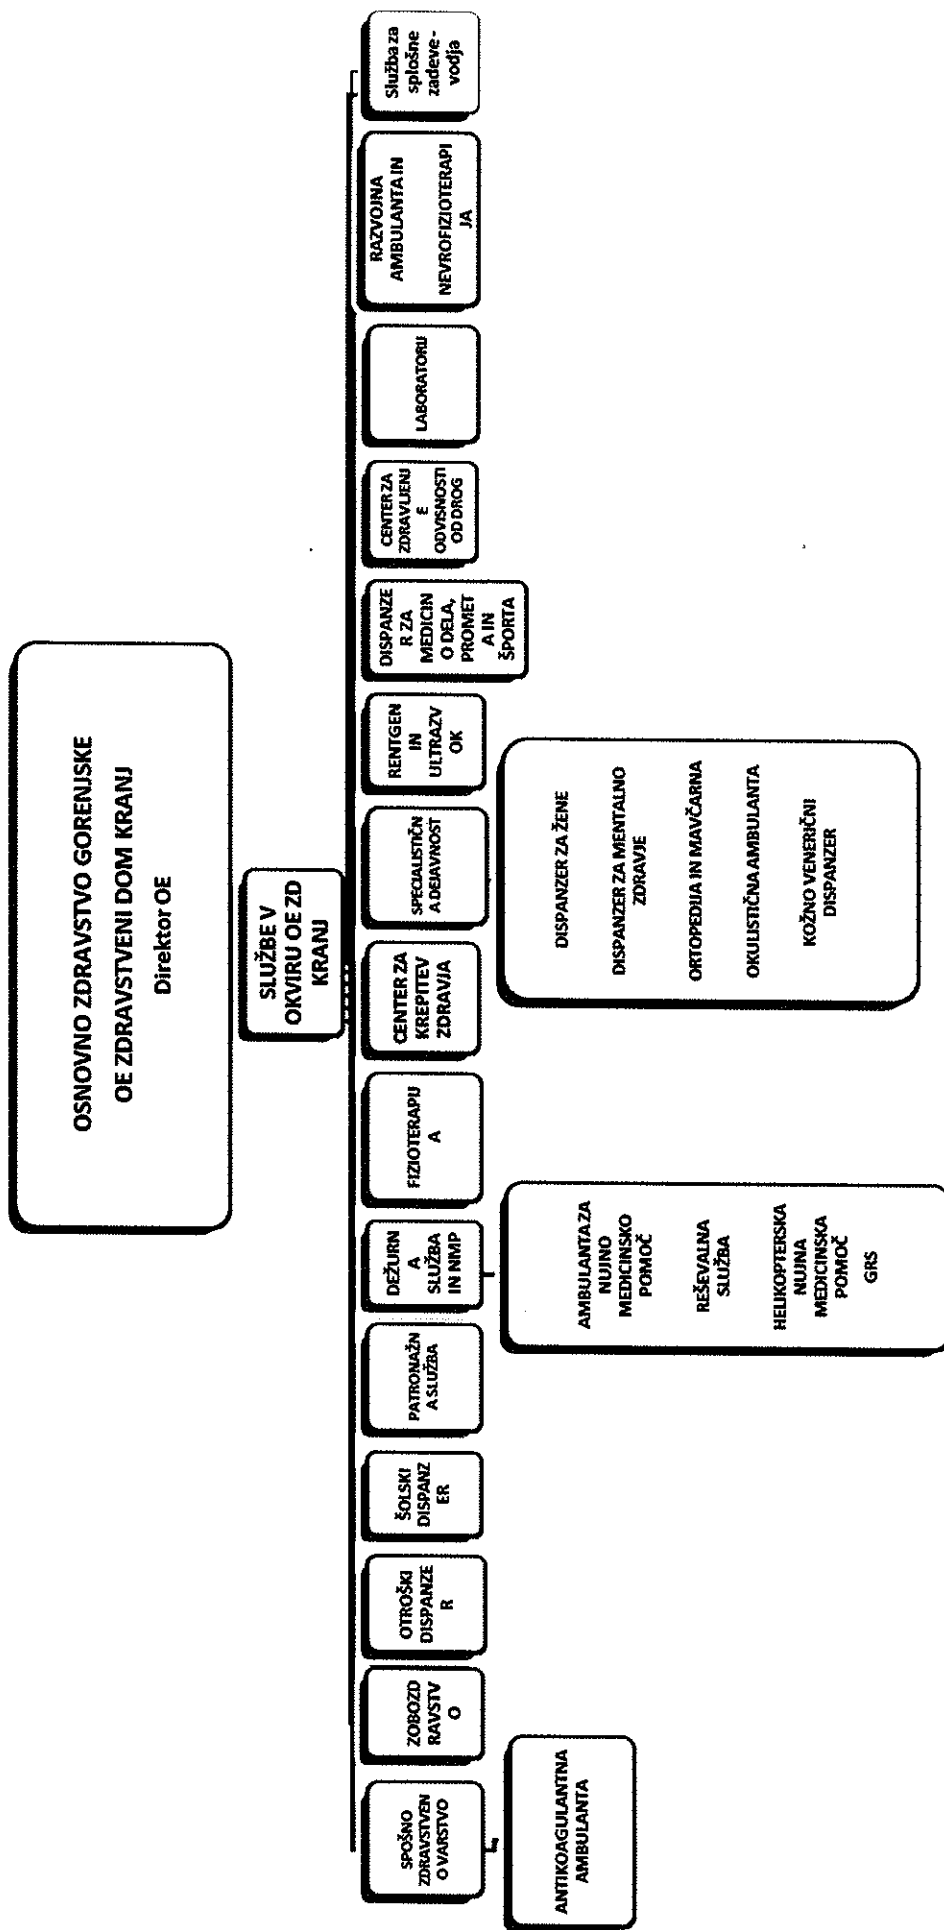 OSNOVNO ZDRAVSTVO GORENJSKE
OE ZDRAVSTVENI DOM KRANJ
Direktor OE
SLUŽBE V
OKVIRU OE ZD
KRANJ
SPOŠNO
ZDRAVSTVEN
O VARSTVO
ZOBOZD
RAVSTV
O
OTROŠKI
DISPANZE
R
ŠOLSKI
DISPANZ
ER
PATRONAŽN
A SLUŽBA
DEŽURN
A
SLUŽBA
IN NMP
FIZIOTERAPIJ
A
CENTER ZA
KREPITEV
ZDRAVJA
SPECIALISTIČN
A DEJAVNOST
RENTGEN
IN
ULTRAZV
OK
DISPANZE
R ZA
MEDICIN
O DELA,
PROMET
A IN
ŠPORTA
CENTER ZA
ZDRAVLJENJ
E
ODVISNOSTI
OD DROG
LABORATORIJ
RAZVOJNA
AMBULANTA IN
NEVROFIZIOTERAPI
JA
Služba za
splošne
zadeve-
vodja
ANTIKOAGULANTNA
AMBULANTA
AMBULANTA ZA
NUJNO
MEDICINSKO
POMOČ
REŠEVALNA
SLUŽBA
HELIKOPTERSKA
NUJNA
MEDICINSKA
POMOČ
GRS
DISPANZER ZA ŽENE
DISPANZER ZA MENTALNO
ZDRAVJE
ORTOPEDIJA IN MAVČARNA
OKULISTIČNA AMBULANTA
KOŽNO VENERIČNI
DISPANZER